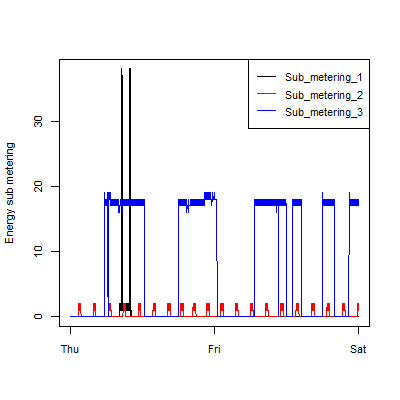 Sub_metering_1
Sub_metering_2
Sub_metering_3
Energy sub metering
30
20
10
0
Thu Fri Sat